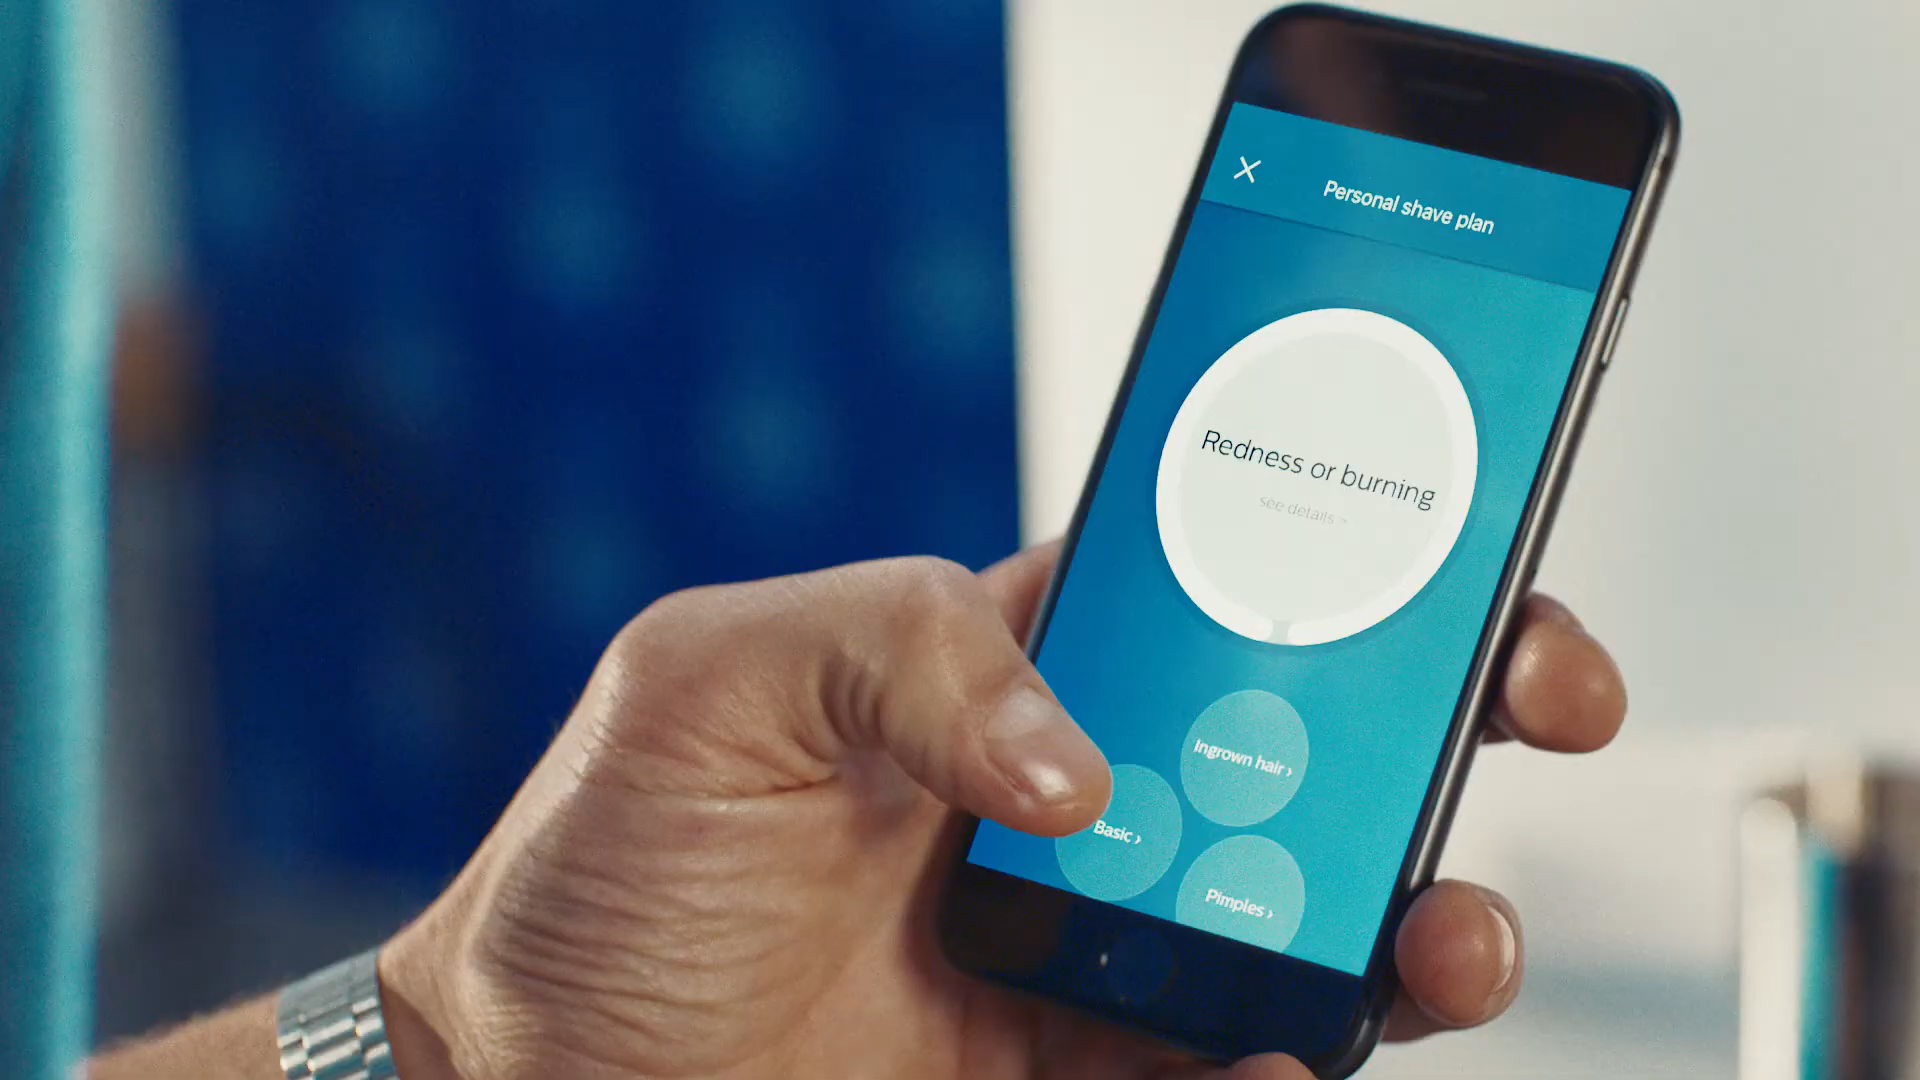 Personal shave plan
Redness or burning
see details >
Ingrown hair ›
Basic ›
Pimples ›